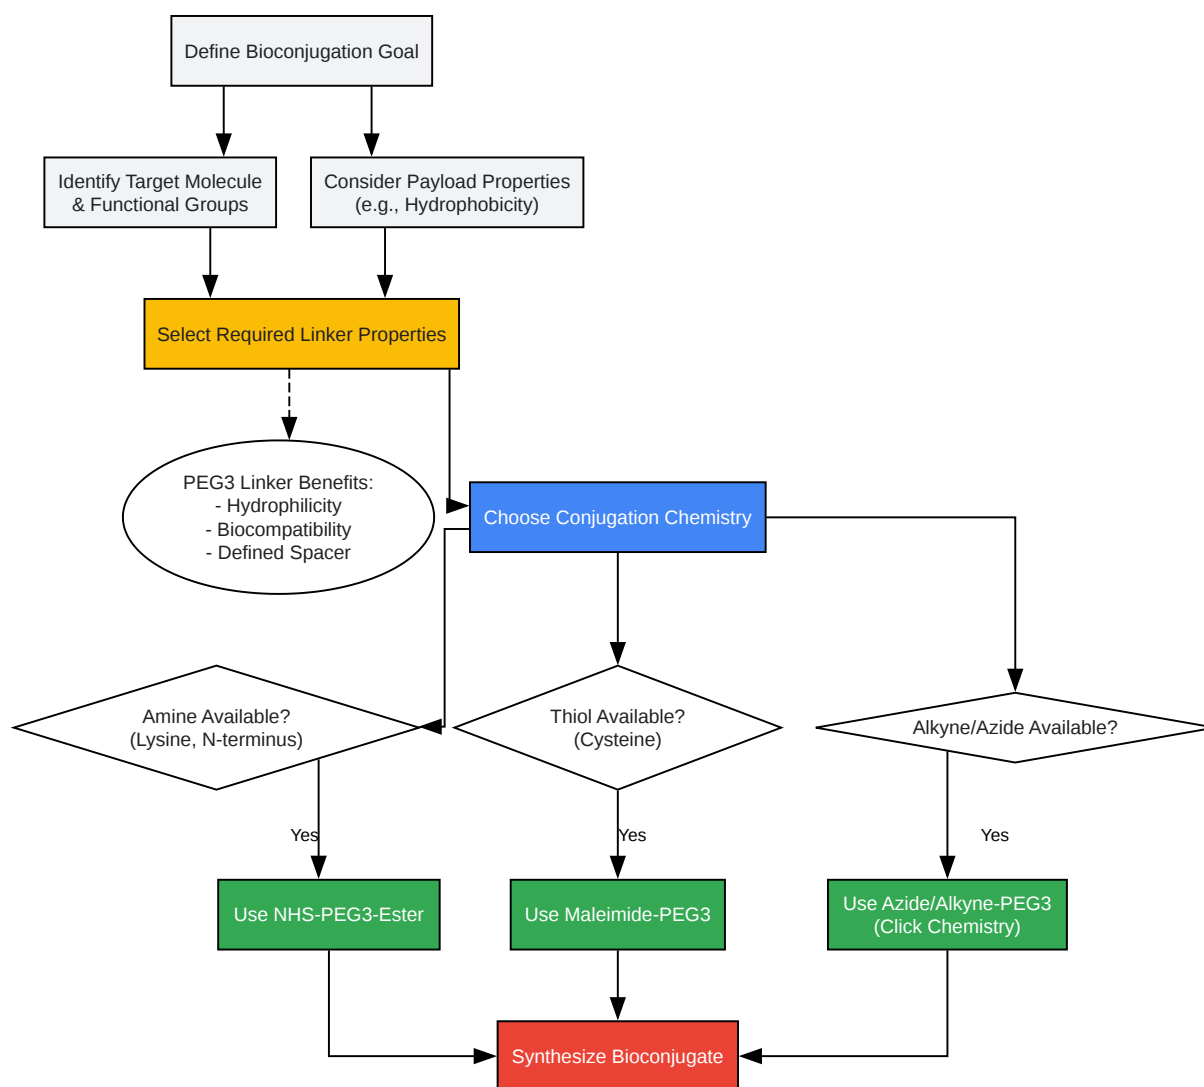 Define Bioconjugation Goal
Identify Target Molecule
& Functional Groups
Consider Payload Properties
(e.g., Hydrophobicity)
Select Required Linker Properties
PEG3 Linker Benefits:
- Hydrophilicity
- Biocompatibility
- Defined Spacer
Choose Conjugation Chemistry
Amine Available?
(Lysine, N-terminus)
Thiol Available?
(Cysteine)
Alkyne/Azide Available?
Yes
Yes
Yes
Use NHS-PEG3-Ester
Use Maleimide-PEG3
Use Azide/Alkyne-PEG3
(Click Chemistry)
Synthesize Bioconjugate